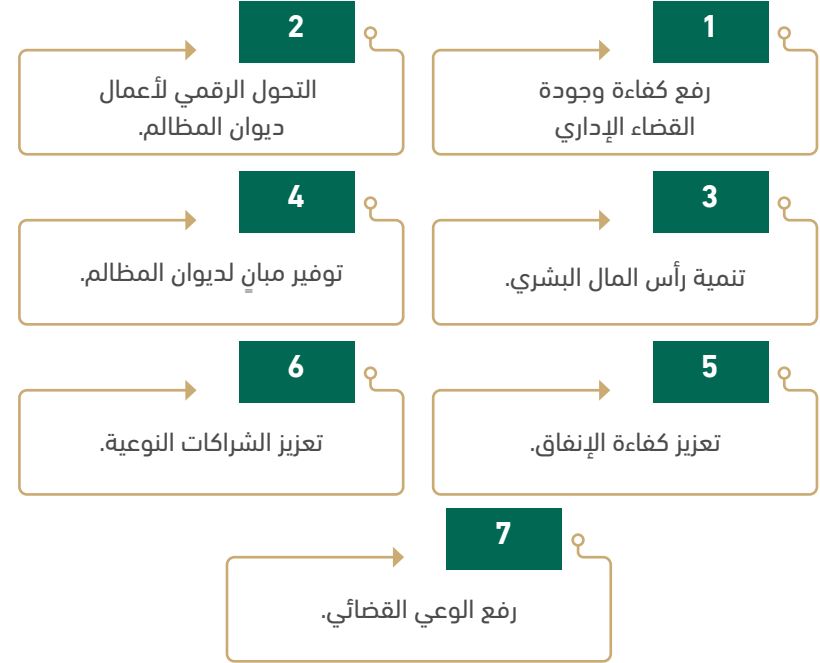 1
رفع كفاءة وجودة
القضاء الإداري
2
التحول الرقمي لأعمال
ديوان المظالم.
3
تنمية رأس المال البشري.
4
توفير مبانٍ لديوان المظالم.
5
تعزيز كفاءة الإنفاق.
6
تعزيز الشراكات النوعية.
7
رفع الوعي القضائي.